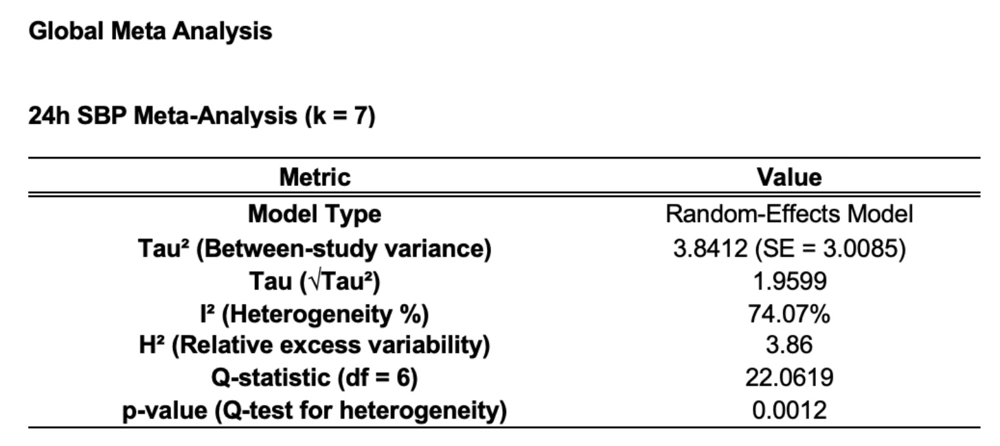 Global Meta Analysis
24h SBP Meta-Analysis (k = 7)
Metric Value
Model Type Random-Effects Model
Tau² (Between-study variance) 3.8412 (SE = 3.0085)
Tau (√Tau²) 1.9599
I² (Heterogeneity %) 74.07%
H² (Relative excess variability) 3.86
Q-statistic (df = 6) 22.0619
p-value (Q-test for heterogeneity) 0.0012